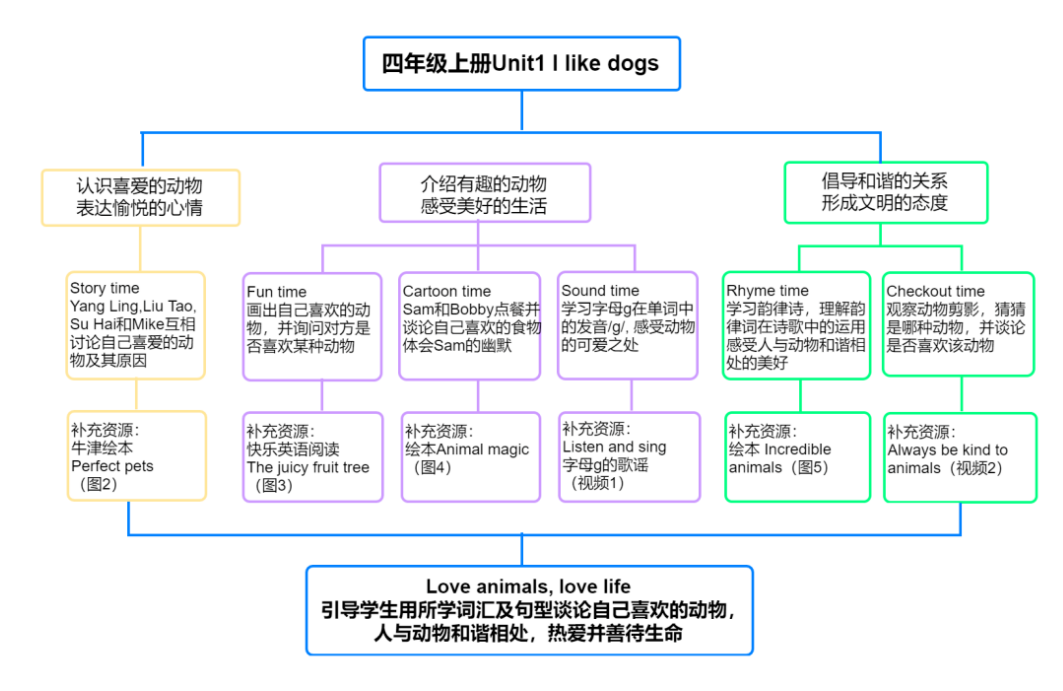 四年级上册Unit1 I like dogs
认识喜爱的动物
表达愉悦的心情
介绍有趣的动物
感受美好的生活
倡导和谐的关系
形成文明的态度
Story time
Yang Ling,Liu Tao,
Su Hai和Mike互相
讨论自己喜爱的动
物及其原因
Fun time
画出自己喜欢的动
物，并询问对方是
否喜欢某种动物
Cartoon time
Sam和Bobby点餐并
谈论自己喜欢的食物
体会Sam的幽默
Sound time
学习字母g在单词中
的发音/g/, 感受动物
的可爱之处
Rhyme time
学习韵律诗，理解韵
律词在诗歌中的运用
感受人与动物和谐相
处的美好
Checkout time
观察动物剪影，猜猜
是哪种动物，并谈论
是否喜欢该动物
补充资源：
牛津绘本
Perfect pets
（图2）
补充资源：
快乐英语阅读
The juicy fruit tree
（图3）
补充资源：
绘本Animal magic
（图4）
补充资源：
Listen and sing
字母g的歌谣
（视频1）
补充资源：
绘本 Incredible
animals（图5）
补充资源：
Always be kind to
animals（视频2）
Love animals, love life
引导学生用所学词汇及句型谈论自己喜欢的动物，
人与动物和谐相处，热爱并善待生命